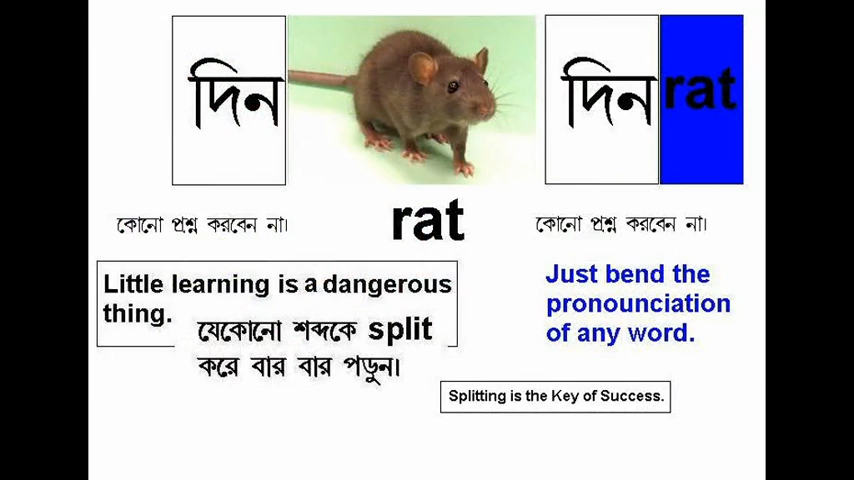 দিন
দিন rat
rat
কোনো প্রশ্ন করবেন না।
কোনো প্রশ্ন করবেন না।
Little learning is a dangerous
thing.
যেকোনো শব্দকে split
করে বার বার পড়ুন।
Just bend the
pronounciation
of any word.
Splitting is the Key of Success.